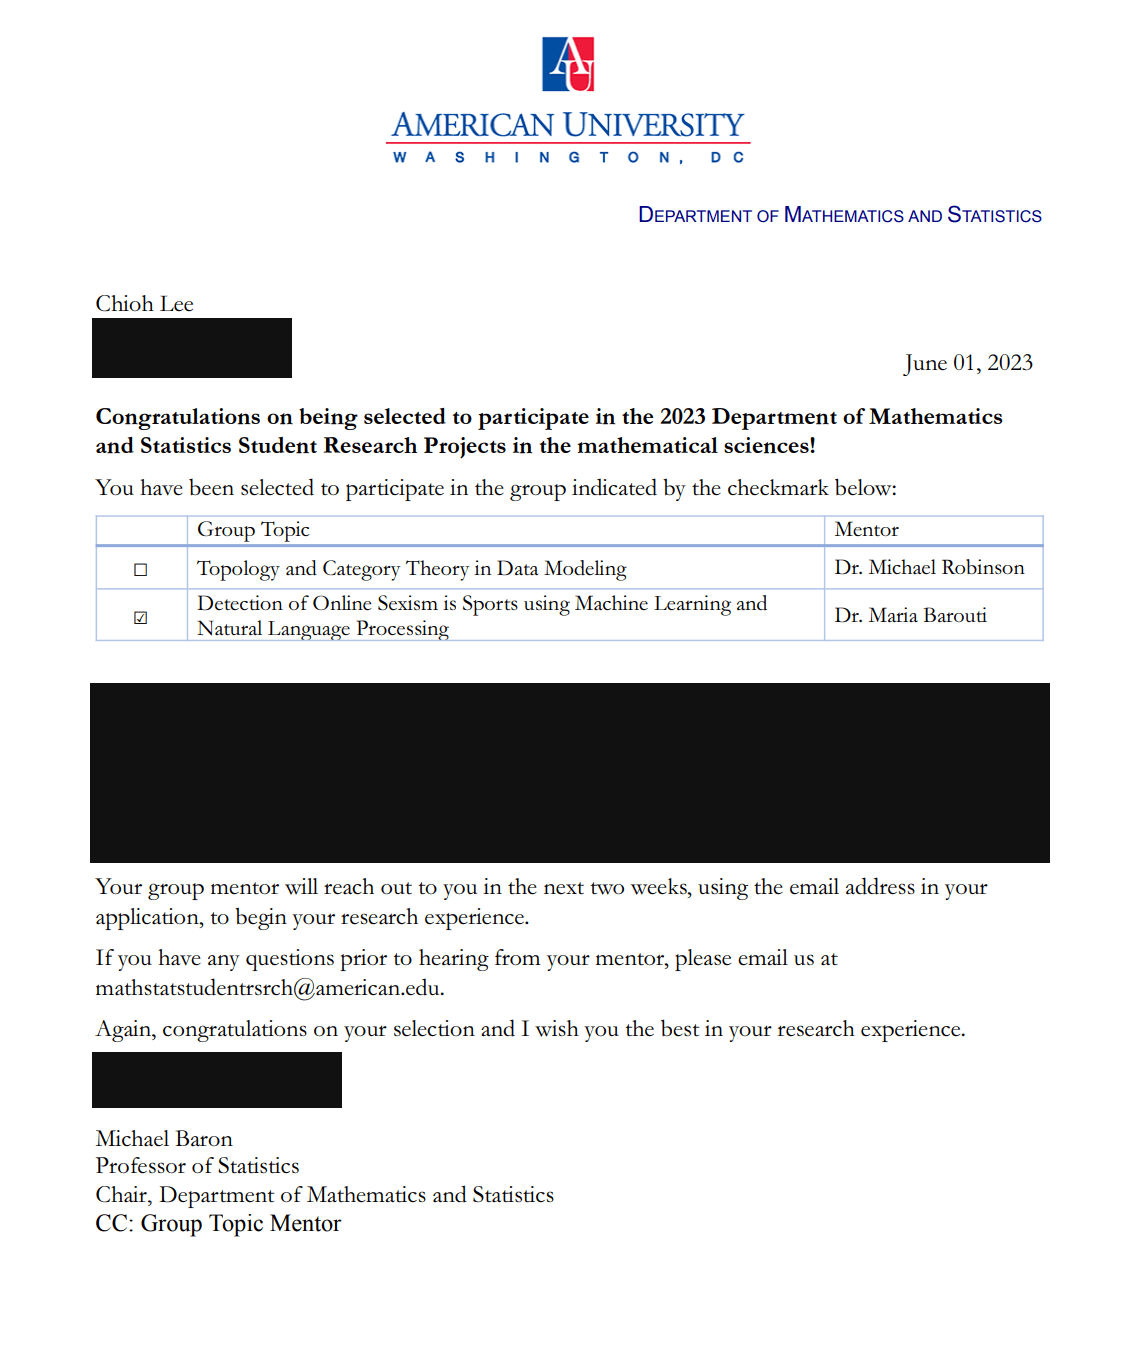 AU
AMERICAN UNIVERSITY
WASHINGTON, DC
DEPARTMENT OF MATHEMATICS AND STATISTICS
Chioh Lee
June 01, 2023
Congratulations on being selected to participate in the 2023 Department of Mathematics
and Statistics Student Research Projects in the mathematical sciences!
You have been selected to participate in the group indicated by the checkmark below:
Group Topic Mentor
☐ Topology and Category Theory in Data Modeling Dr. Michael Robinson
☑ Detection of Online Sexism is Sports using Machine Learning and
Natural Language Processing Dr. Maria Barouti
Your group mentor will reach out to you in the next two weeks, using the email address in your
application, to begin your research experience.
If you have any questions prior to hearing from your mentor, please email us at
mathstatstudentrsrch@american.edu.
Again, congratulations on your selection and I wish you the best in your research experience.
Michael Baron
Professor of Statistics
Chair, Department of Mathematics and Statistics
CC: Group Topic Mentor